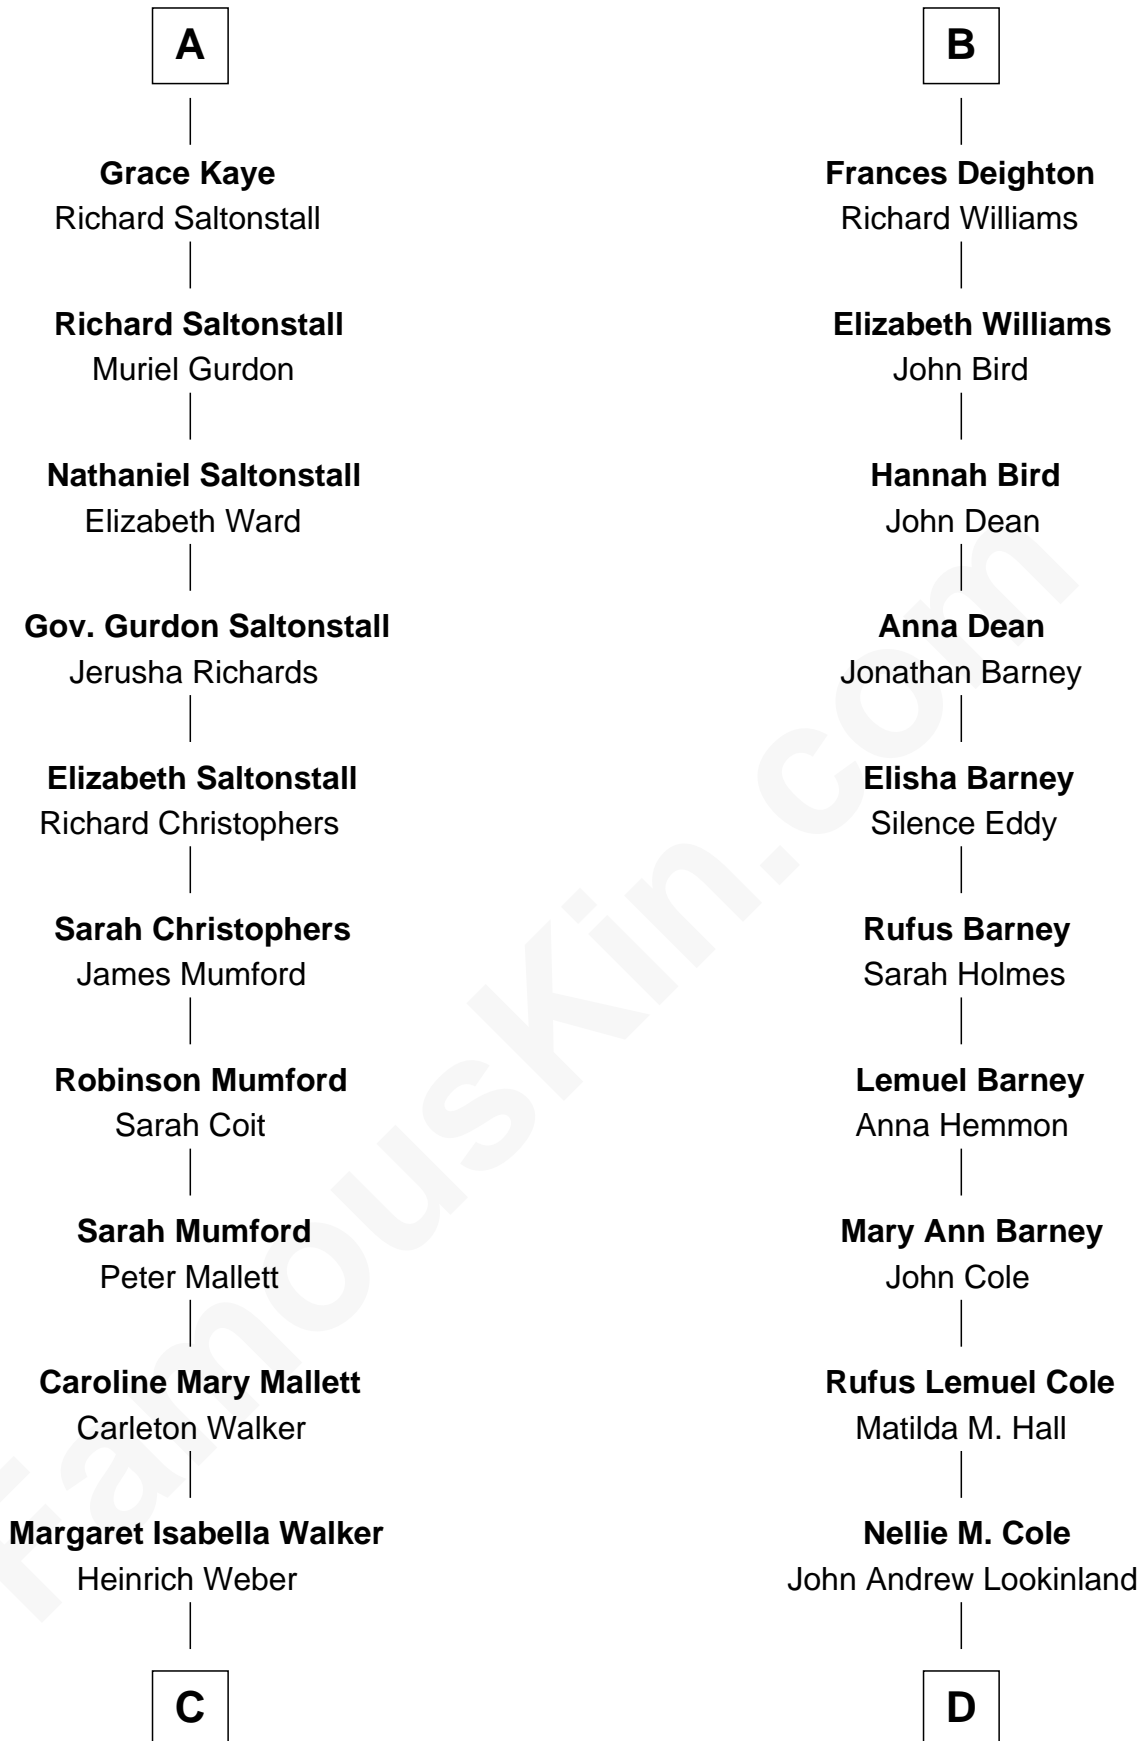 A
Grace Kaye
Richard Saltonstall
Richard Saltonstall
Muriel Gurdon
Nathaniel Saltonstall
Elizabeth Ward
Gov. Gurdon Saltonstall
Jerusha Richards
Elizabeth Saltonstall
Richard Christophers
Sarah Christophers
James Mumford
Robinson Mumford
Sarah Coit
Sarah Mumford
Peter Mallett
Caroline Mary Mallett
Carleton Walker
Margaret Isabella Walker
Heinrich Weber
C
B
Frances Deighton
Richard Williams
Elizabeth Williams
John Bird
Hannah Bird
John Dean
Anna Dean
Jonathan Barney
Elisha Barney
Silence Eddy
Rufus Barney
Sarah Holmes
Lemuel Barney
Anna Hemmon
Mary Ann Barney
John Cole
Rufus Lemuel Cole
Matilda M. Hall
Nellie M. Cole
John Andrew Lookinland
D
FamousKin.com